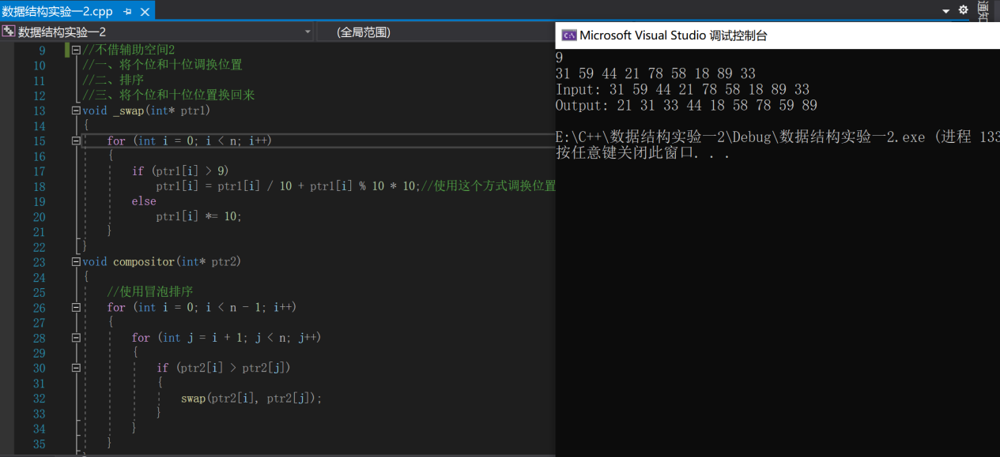 数据结构实验一2.cpp
通知
数据结构实验一2 (全局范围)
9 //不借辅助空间2
10 //一、将个位和十位调换位置
11 //二、排序
12 //三、将个位和十位位置换回来
13 void _swap(int* ptr1)
14 {
15 for (int i = 0; i < n; i++)
16 {
17 if (ptr1[i] > 9)
18 ptr1[i] = ptr1[i] / 10 + ptr1[i] % 10 * 10;//使用这个方式调换位置
19 else
20 ptr1[i] *= 10;
21 }
22 }
23 void compositor(int* ptr2)
24 {
25 //使用冒泡排序
26 for (int i = 0; i < n - 1; i++)
27 {
28 for (int j = i + 1; j < n; j++)
29 {
30 if (ptr2[i] > ptr2[j])
31 {
32 swap(ptr2[i], ptr2[j]);
33 }
34 }
35 }
Microsoft Visual Studio 调试控制台
9
31 59 44 21 78 58 18 89 33
Input: 31 59 44 21 78 58 18 89 33
Output: 21 31 33 44 18 58 78 59 89
E:\C++\数据结构实验一2\Debug\数据结构实验一2.exe (进程 133
按任意键关闭此窗口. . .